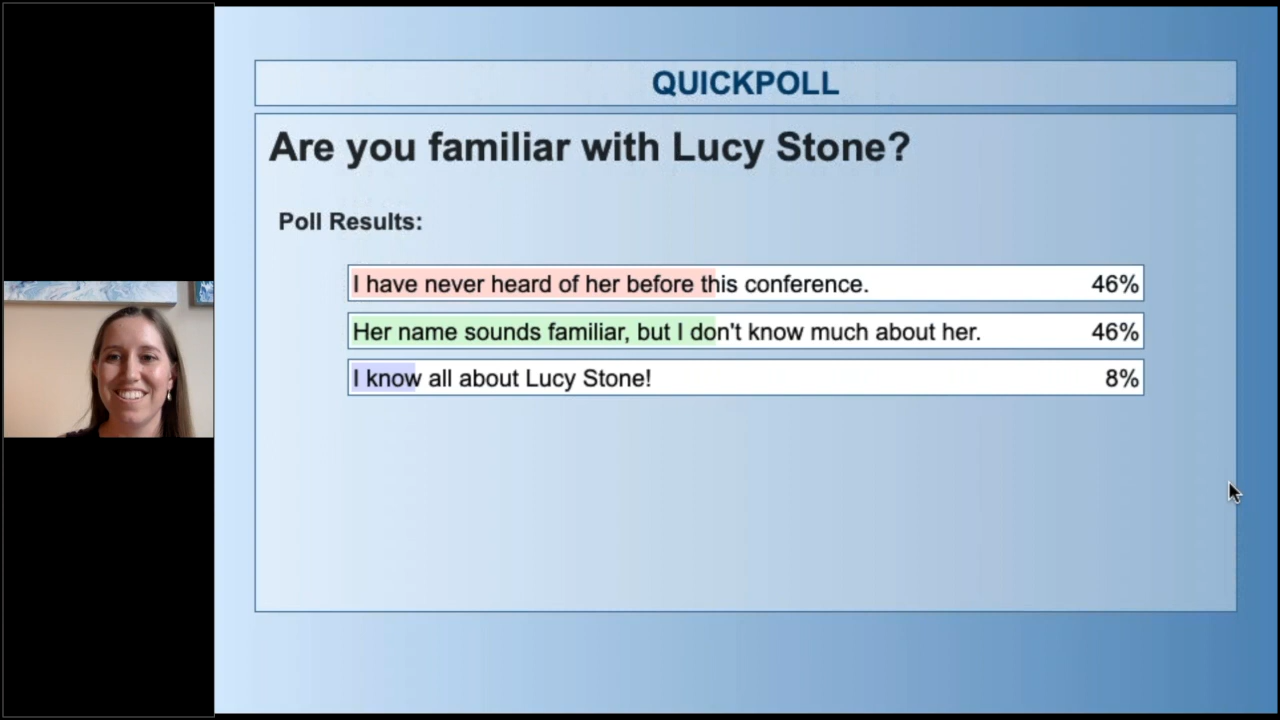 QUICKPOLL
Are you familiar with Lucy Stone?
Poll Results:
I have never heard of her before this conference. 46%
Her name sounds familiar, but I don't know much about her. 46%
I know all about Lucy Stone! 8%